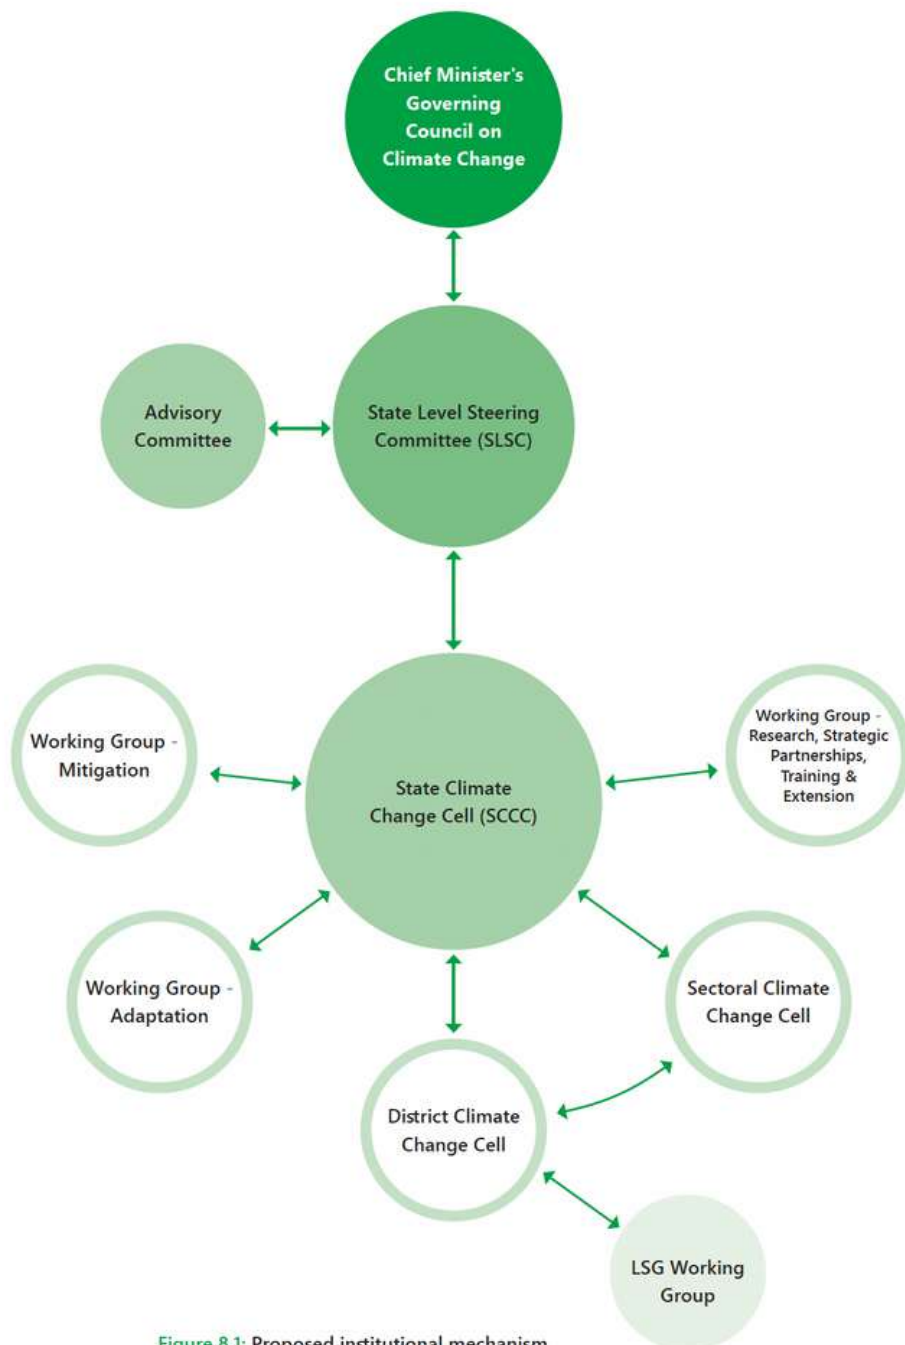 Chief Minister's
Governing
Council on
Climate Change
Advisory
Committee
State Level Steering
Committee (SLSC)
Working Group -
Mitigation
State Climate
Change Cell (SCCC)
Working Group -
Research, Strategic
Partnerships,
Training &
Extension
Working Group -
Adaptation
Sectoral Climate
Change Cell
District Climate
Change Cell
LSG Working
Group
Figure 8.1: Proposed institutional mechanism